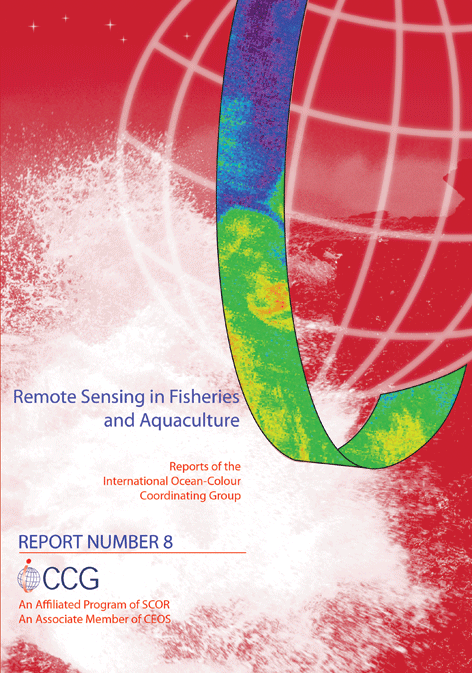 Remote Sensing in Fisheries
and Aquaculture
Reports of the
International Ocean-Colour
Coordinating Group
REPORT NUMBER 8
iOCCG
An Affiliated Program of SCOR
An Associate Member of CEOS